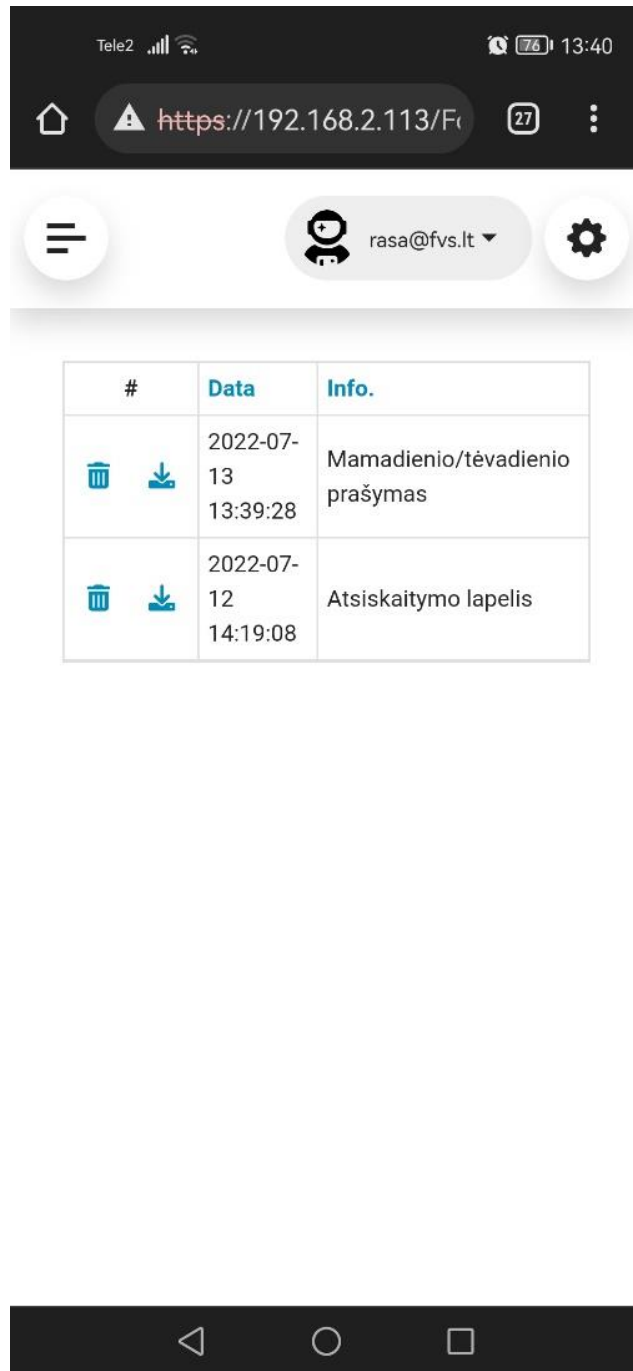 Tele2 76 13:40
https://192.168.2.113/F 27
rasa@fvs.lt
# Data Info.
2022-07-
13
13:39:28
Mamadienio/tėvadienio
prašymas
2022-07-
12
14:19:08
Atsiskaitymo lapelis